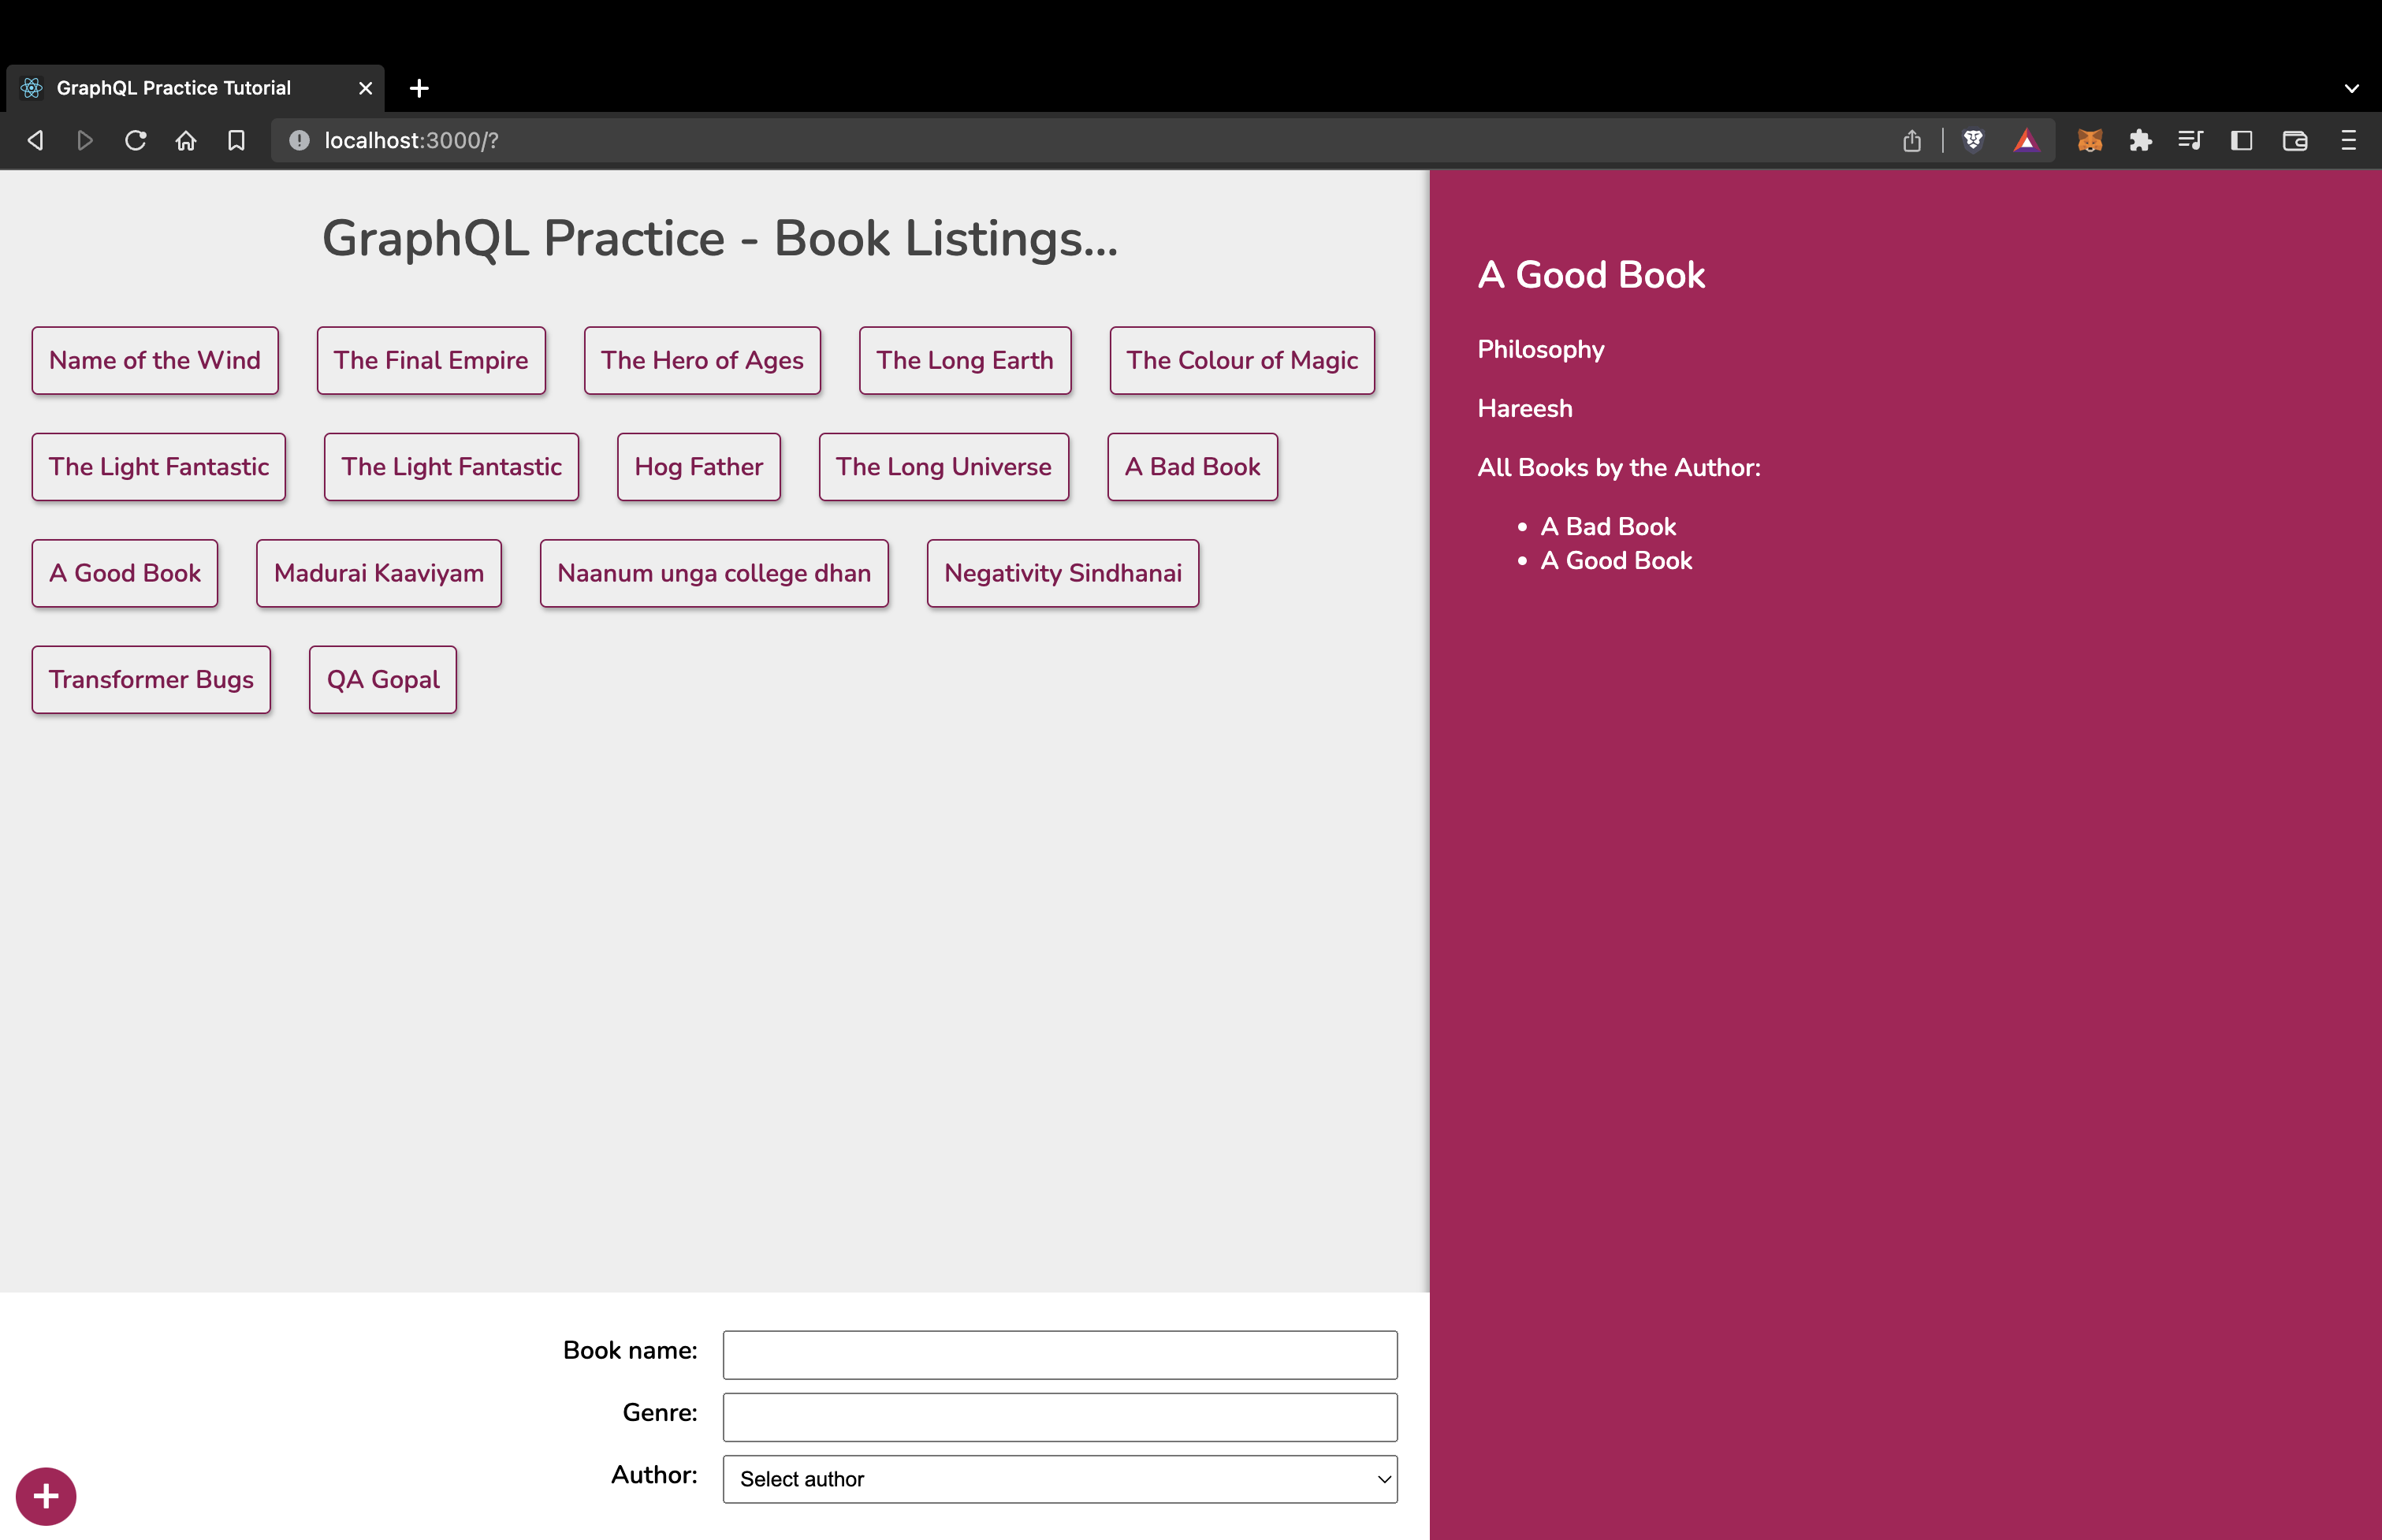 GraphQL Practice Tutorial
localhost:3000/?
GraphQL Practice - Book Listings...
Name of the Wind
The Final Empire
The Hero of Ages
The Long Earth
The Colour of Magic
The Light Fantastic
The Light Fantastic
Hog Father
The Long Universe
A Bad Book
A Good Book
Madurai Kaaviyam
Naanum unga college dhan
Negativity Sindhanai
Transformer Bugs
QA Gopal
Book name:
Genre:
Author:
Select author
A Good Book
Philosophy
Hareesh
All Books by the Author:
A Bad Book
A Good Book